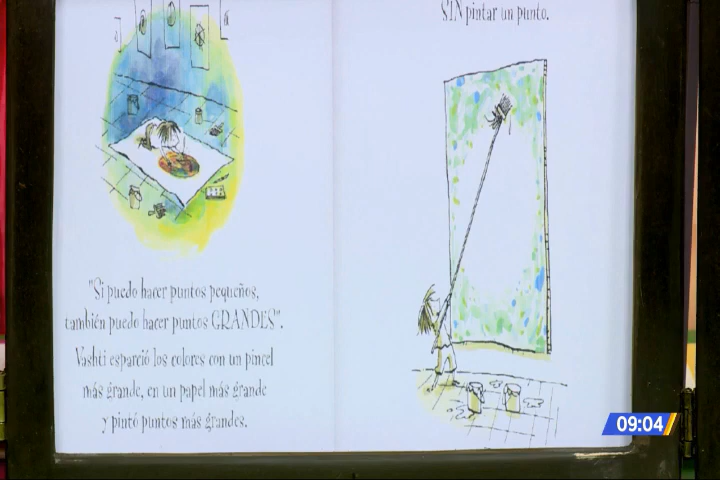 "Si puedo hacer puntos pequeños,
también puedo hacer puntos GRANDES".
Vashti esparció los colores con un pincel
más grande, en un papel más grande
y pintó puntos más grandes.
SIN pintar un punto.
09:04